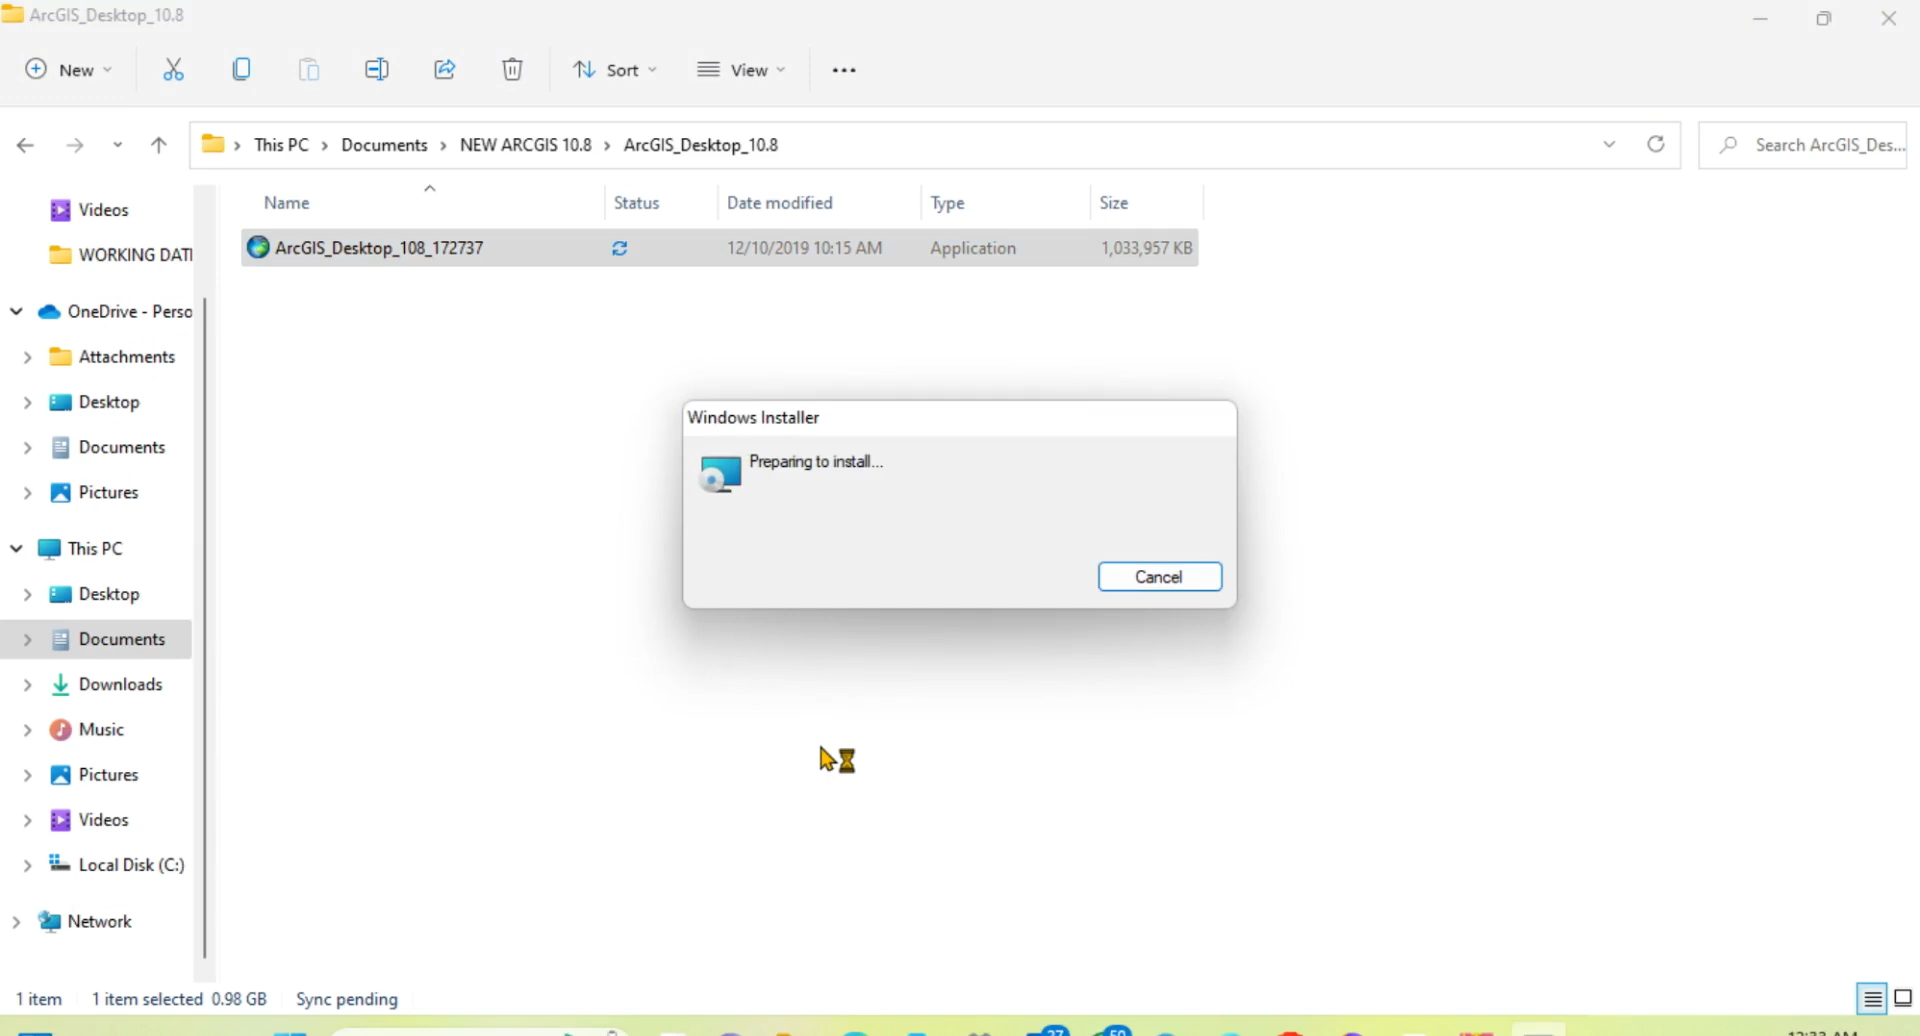 ArcGIS_Desktop_10.8
New
Sort
View
This PC
Documents
NEW ARCGIS 10.8
ArcGIS_Desktop_10.8
Search ArcGIS_Des...
Name
Status
Date modified
Type
Size
ArcGIS_Desktop_108_172737
12/10/2019 10:15 AM
Application
1,033,957 KB
Videos
WORKING DAT
OneDrive - Perso
Attachments
Desktop
Documents
Pictures
This PC
Desktop
Documents
Downloads
Music
Pictures
Videos
Local Disk (C:)
Network
Windows Installer
Preparing to install...
Cancel
1 item
1 item selected 0.98 GB
Sync pending